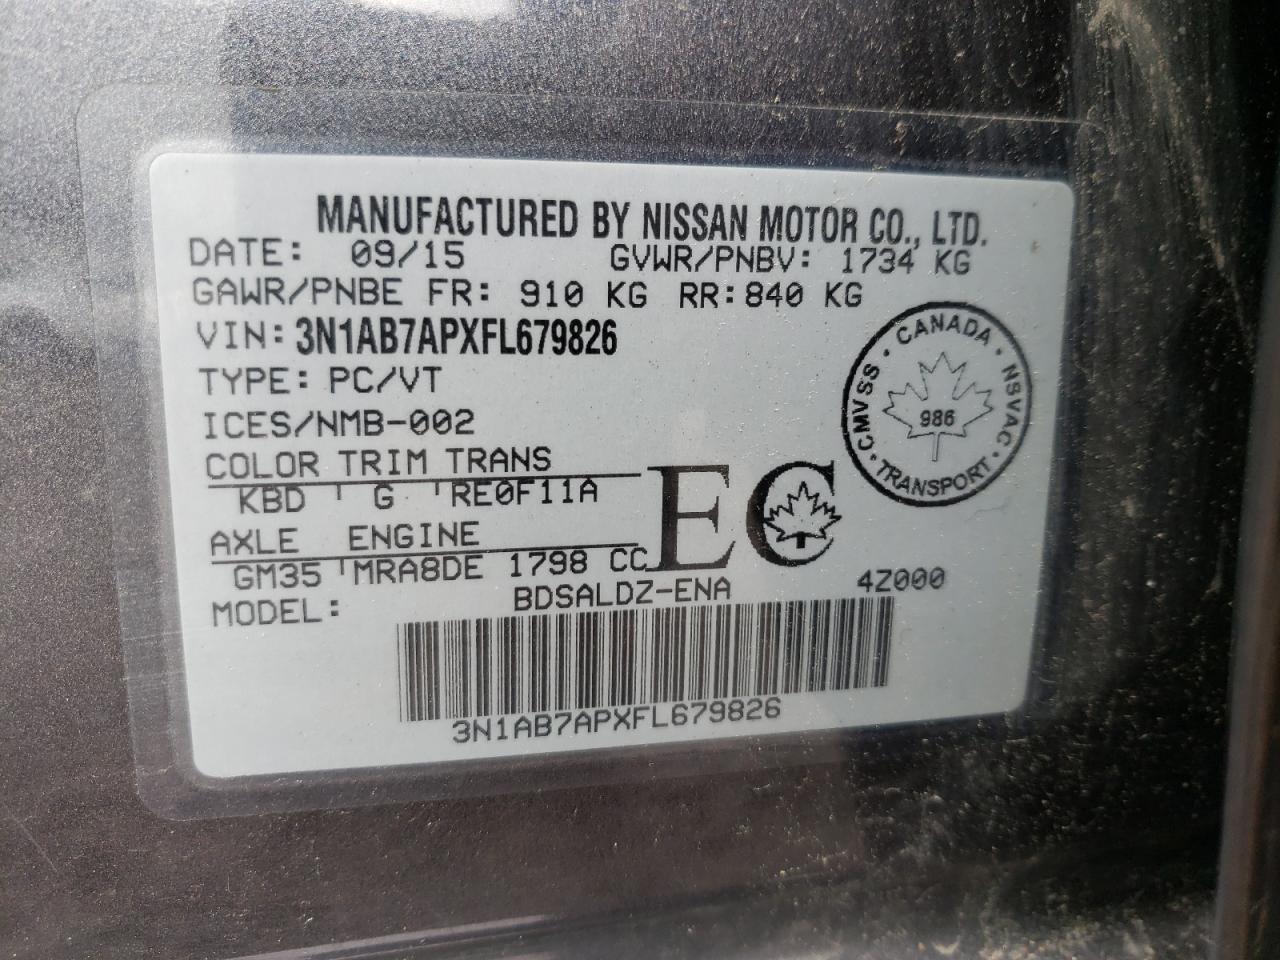 MANUFACTURED BY NISSAN MOTOR CO., LTD.
DATE: 09/15 GVWR/PNBV: 1734 KG
GAWR/PNBE FR: 910 KG RR: 840 KG
VIN: 3N1AB7APXFL679826
TYPE: PC/VT
ICES/NMB-002
COLOR TRIM TRANS
KBD G RE0F11A
AXLE ENGINE
GM35 MRA8DE 1798 CC
EC
CMVSS · CANADA · NSVAC · TRANSPORT ·
986
MODEL: BDSALDZ-ENA 4Z000
3N1AB7APXFL679826